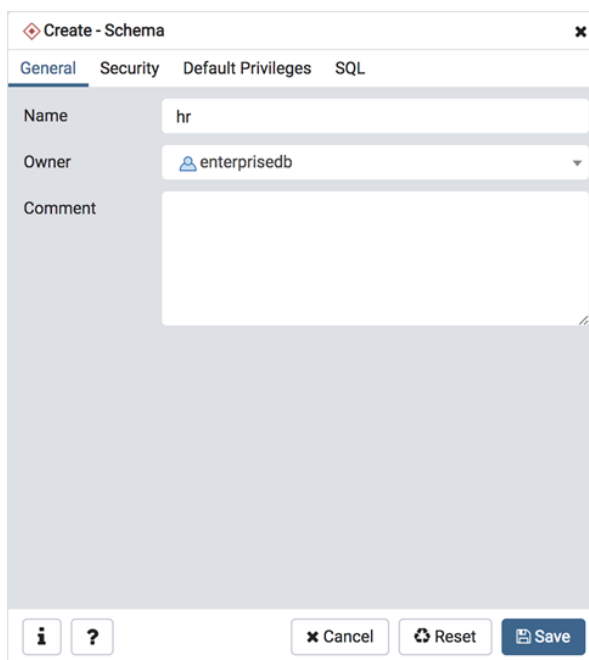 Create - Schema
General Security Default Privileges SQL
Name hr
Owner enterprisedb
Comment
i ? Cancel Reset Save